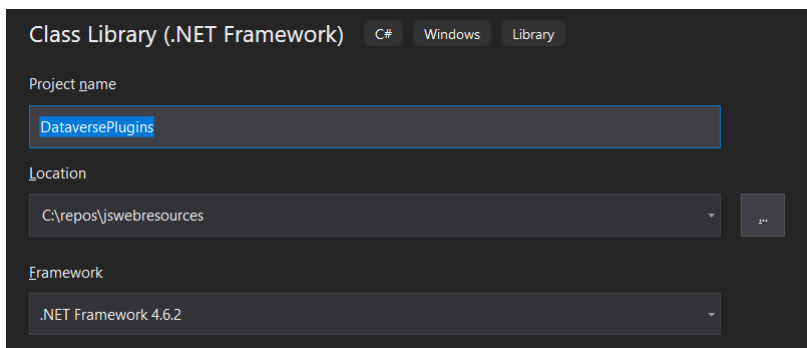 Class Library (.NET Framework) C# Windows Library
Project name
DataversePlugins
Location
C:\repos\jswebresources
...
Framework
.NET Framework 4.6.2